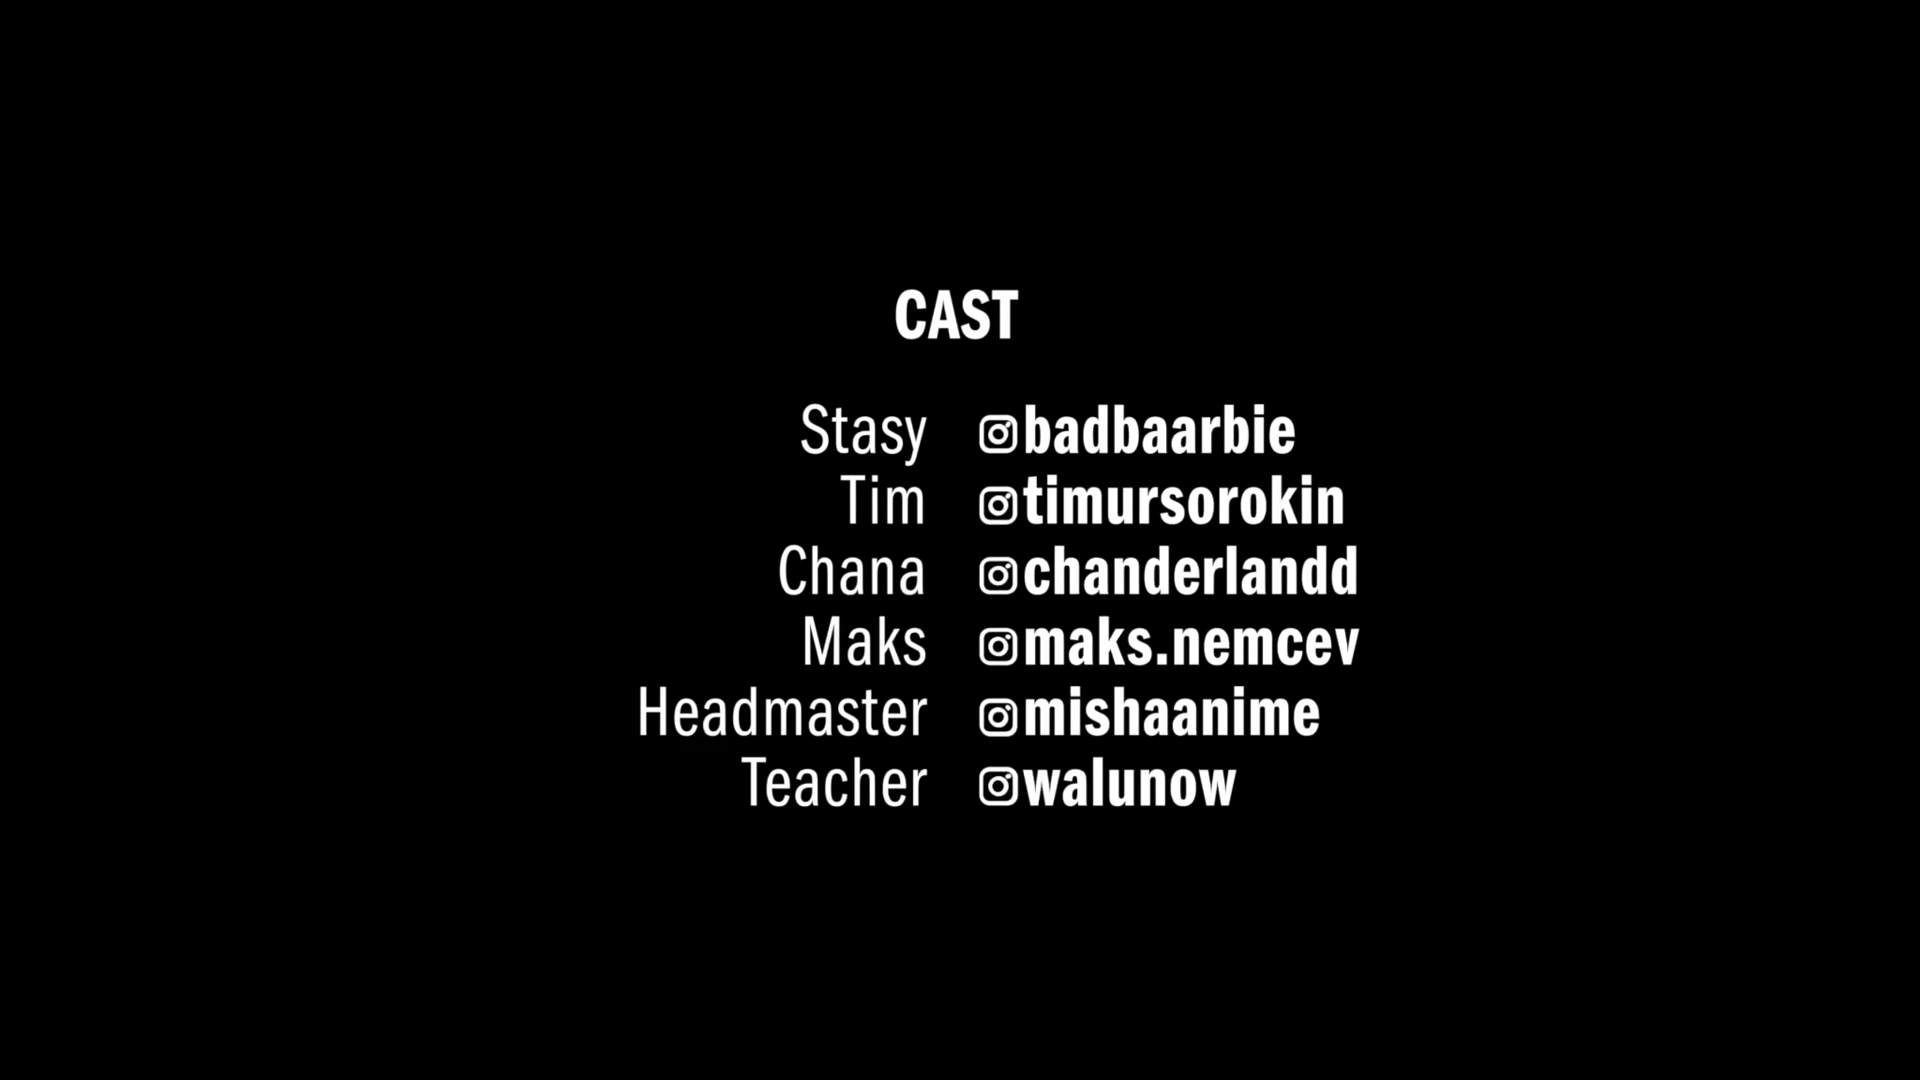 CAST
Stasy badbaarbie
Tim timursorokin
Chana chanderlandd
Maks maks.nemcev
Headmaster mishaanime
Teacher walunow